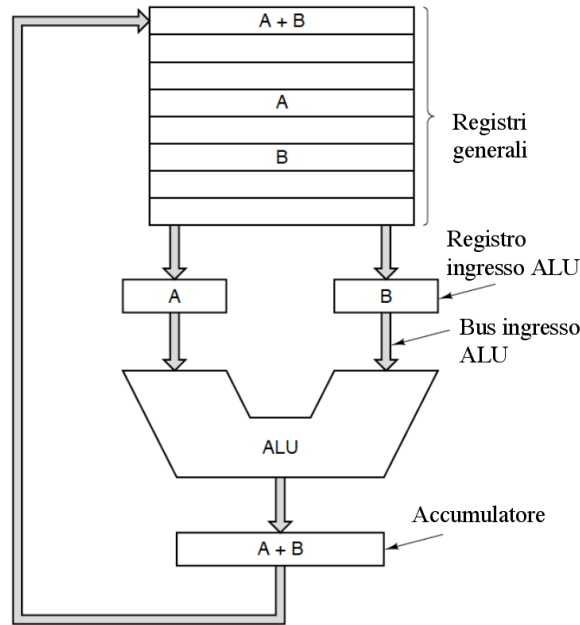 A + B
A
B
Registri
generali
Registro
ingresso ALU
A
B
Bus ingresso
ALU
ALU
Accumulatore
A + B